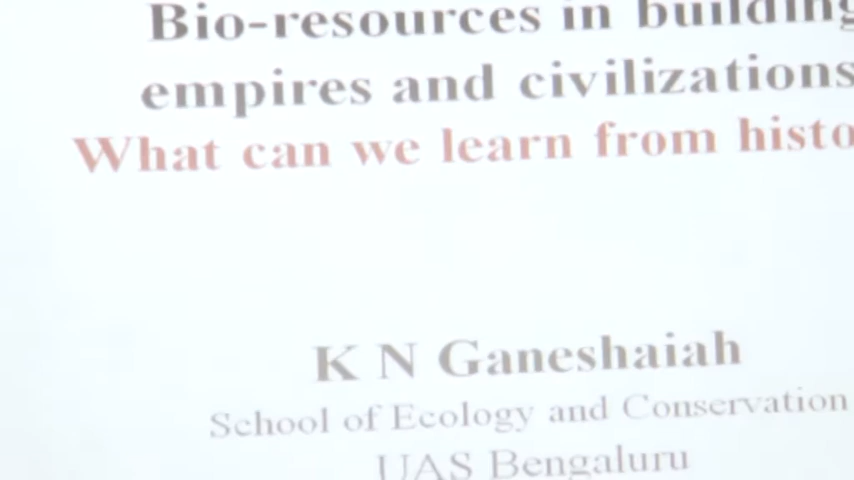 Bio-resources in building
empires and civilizations
What can we learn from histo
K N Ganeshaiah
School of Ecology and Conservation
UAS Bengaluru